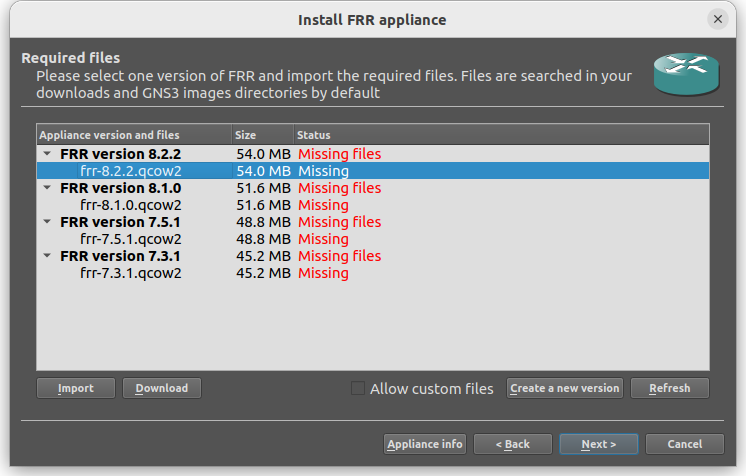 Install FRR appliance
Required files
Please select one version of FRR and import the required files. Files are searched in your
downloads and GNS3 images directories by default
Appliance version and files Size Status
FRR version 8.2.2 54.0 MB Missing files
frr-8.2.2.qcow2 54.0 MB Missing
FRR version 8.1.0 51.6 MB Missing files
frr-8.1.0.qcow2 51.6 MB Missing
FRR version 7.5.1 48.8 MB Missing files
frr-7.5.1.qcow2 48.8 MB Missing
FRR version 7.3.1 45.2 MB Missing files
frr-7.3.1.qcow2 45.2 MB Missing
Import Download Allow custom files Create a new version Refresh
Appliance info < Back Next > Cancel